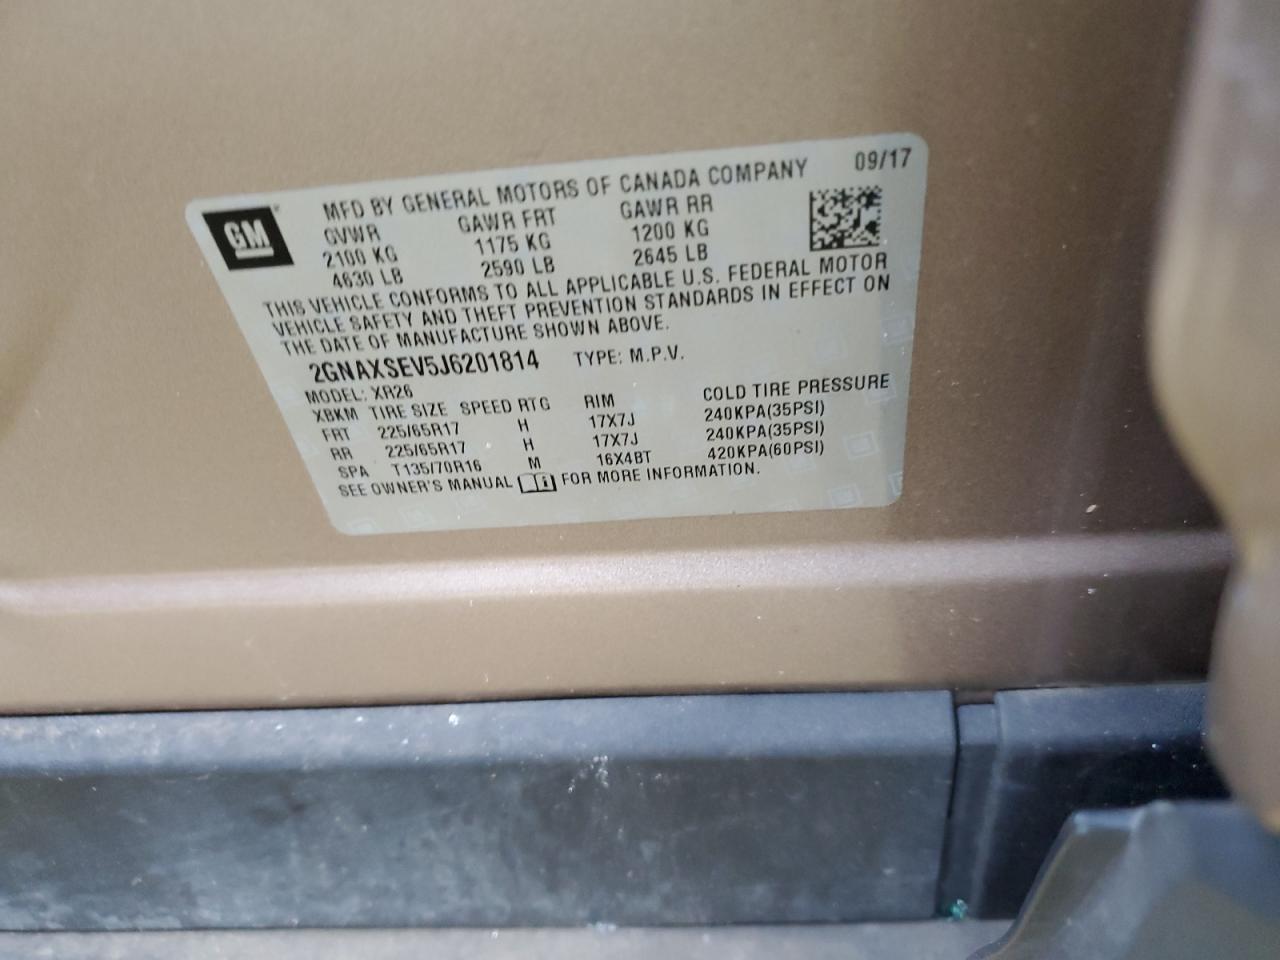 GM
MFD BY GENERAL MOTORS OF CANADA COMPANY 09/17
GVWR GAWR FRT GAWR RR
2100 KG 1175 KG 1200 KG
4630 LB 2590 LB 2645 LB
THIS VEHICLE CONFORMS TO ALL APPLICABLE U.S. FEDERAL MOTOR
VEHICLE SAFETY AND THEFT PREVENTION STANDARDS IN EFFECT ON
THE DATE OF MANUFACTURE SHOWN ABOVE.
2GNAXSEV5J6201814 TYPE: M.P.V.
MODEL: XR26
XBKM TIRE SIZE SPEED RTG RIM COLD TIRE PRESSURE
FRT 225/65R17 H 17X7J 240KPA(35PSI)
RR 225/65R17 H 17X7J 240KPA(35PSI)
SPA T135/70R16 M 16X4BT 420KPA(60PSI)
SEE OWNER'S MANUAL FOR MORE INFORMATION.